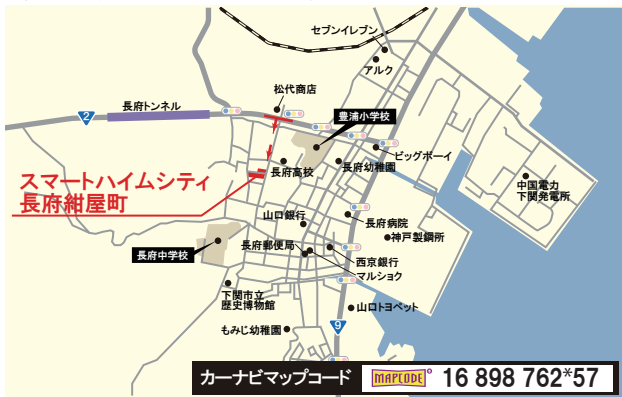 セブンイレブン
アルク
松代商店
長府トンネル
2
豊浦小学校
ビッグボーイ
長府高校
長府幼稚園
スマートハイムシティ
長府紺屋町
中国電力
下関発電所
山口銀行
長府病院
神戸製鋼所
長府郵便局
長府中学校
西京銀行
マルショク
下関市立
歴史博物館
山口トヨペット
もみじ幼稚園
9
カーナビマップコード MAPCODE 16 898 762*57